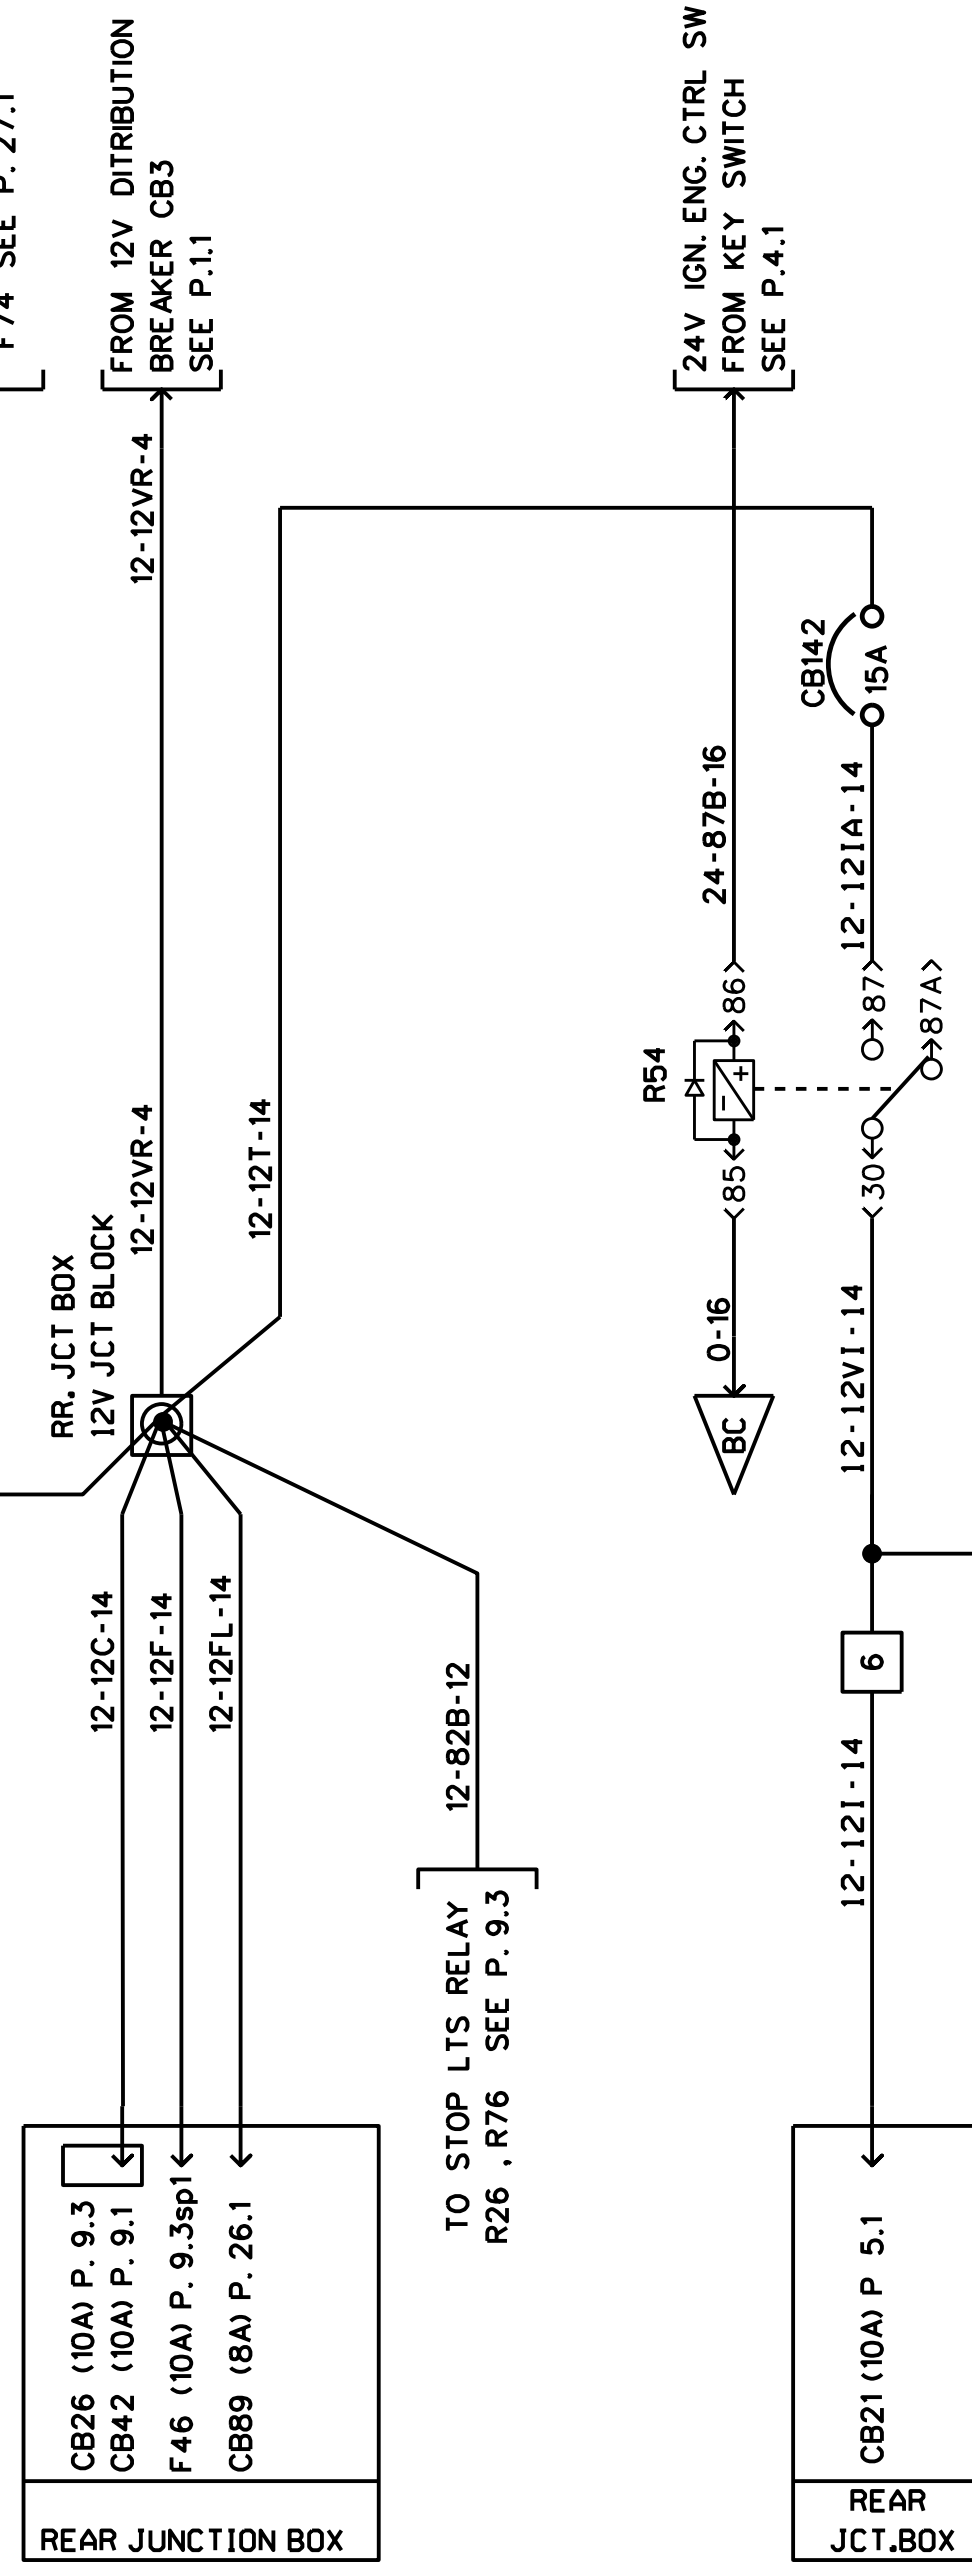 F74 SEE P. 27.1
FROM 12V DITRIBUTION
BREAKER CB3
SEE P.1.1
12-12VR-4
24V IGN. ENG. CTRL SW
FROM KEY SWITCH
SEE P.4.1
CB142
15A
24-87B-16
12-12IA-14
R54
86
87
87A
85
30
- +
12-12VR-4
12-12T-14
RR. JCT BOX
12V JCT BLOCK
0-16
BC
12-12VI-14
6
12-12I-14
12-12C-14
12-12F-14
12-12FL-14
12-82B-12
TO STOP LTS RELAY
R26 , R76 SEE P. 9.3
CB26 (10A) P. 9.3
CB42 (10A) P. 9.1
F46 (10A) P. 9.3sp1
CB89 (8A) P. 26.1
REAR JUNCTION BOX
CB21 (10A) P 5.1
REAR
JCT.BOX